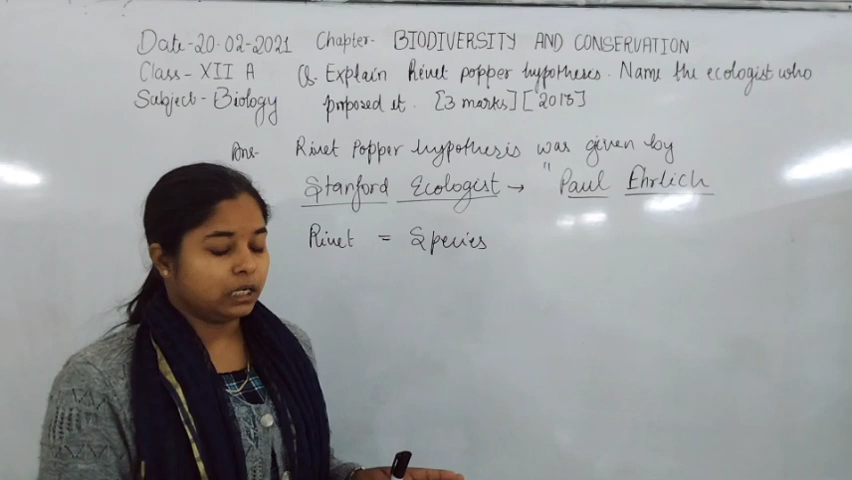 Date-20-02-2021 Chapter- BIODIVERSITY AND CONSERVATION
Class- XII A Q. Explain Rivet popper hypothesis. Name the ecologist who
Subject- Biology proposed it. [3 marks] [2013]
Ans- Rivet Popper hypothesis was given by
Stanford Ecologist → "Paul Ehrlich
Rivet = Species